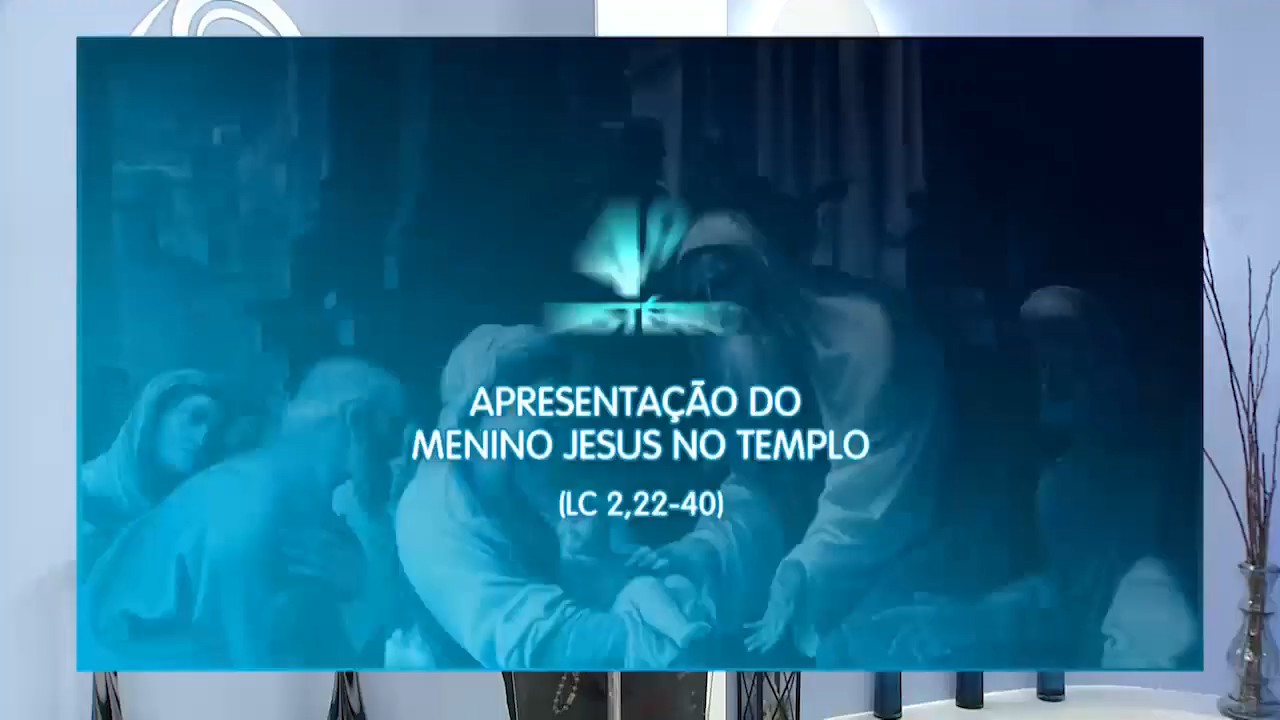 APRESENTAÇÃO DO
MENINO JESUS NO TEMPLO
(LC 2,22-40)